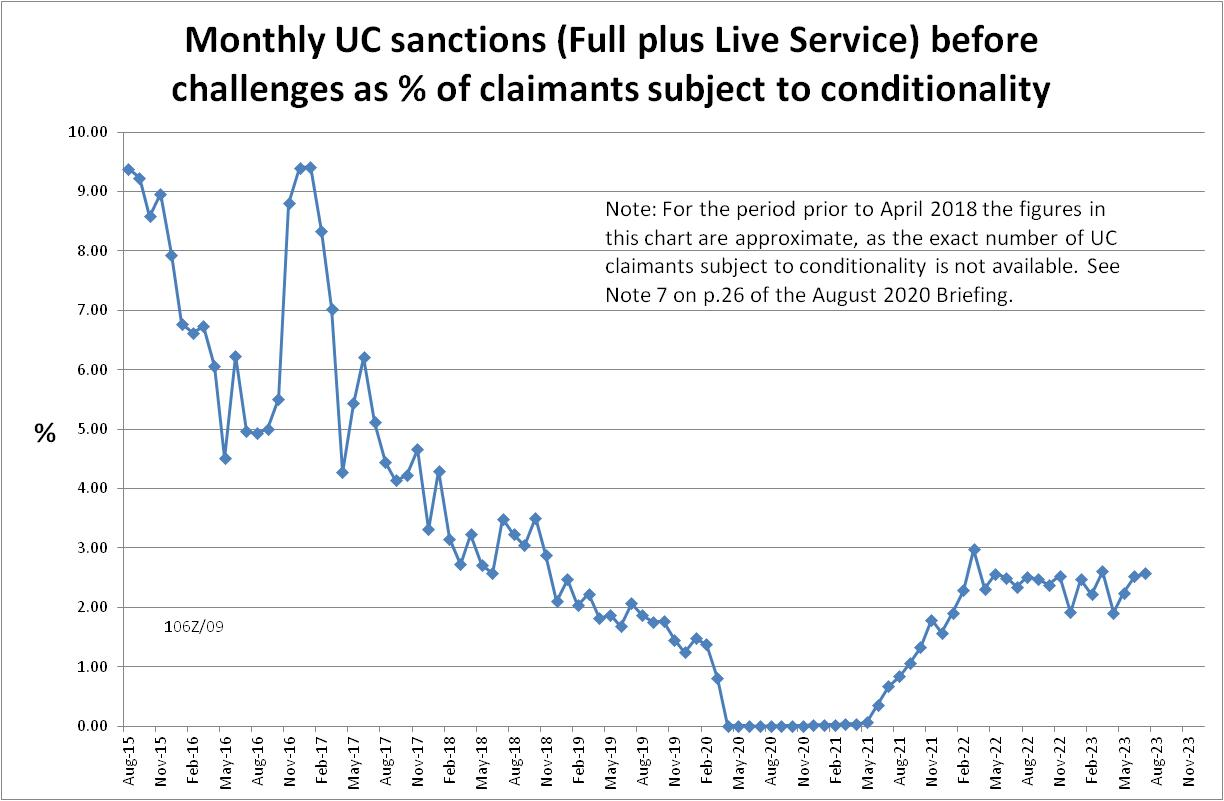 Monthly UC sanctions (Full plus Live Service) before
challenges as % of claimants subject to conditionality
10.00
9.00
8.00
7.00
6.00
5.00
4.00
3.00
2.00
1.00
0.00
%
Note: For the period prior to April 2018 the figures in
this chart are approximate, as the exact number of UC
claimants subject to conditionality is not available. See
Note 7 on p.26 of the August 2020 Briefing.
106Z/09
Aug-15
Nov-15
Feb-16
May-16
Aug-16
Nov-16
Feb-17
May-17
Aug-17
Nov-17
Feb-18
May-18
Aug-18
Nov-18
Feb-19
May-19
Aug-19
Nov-19
Feb-20
May-20
Aug-20
Nov-20
Feb-21
May-21
Aug-21
Nov-21
Feb-22
May-22
Aug-22
Nov-22
Feb-23
May-23
Aug-23
Nov-23